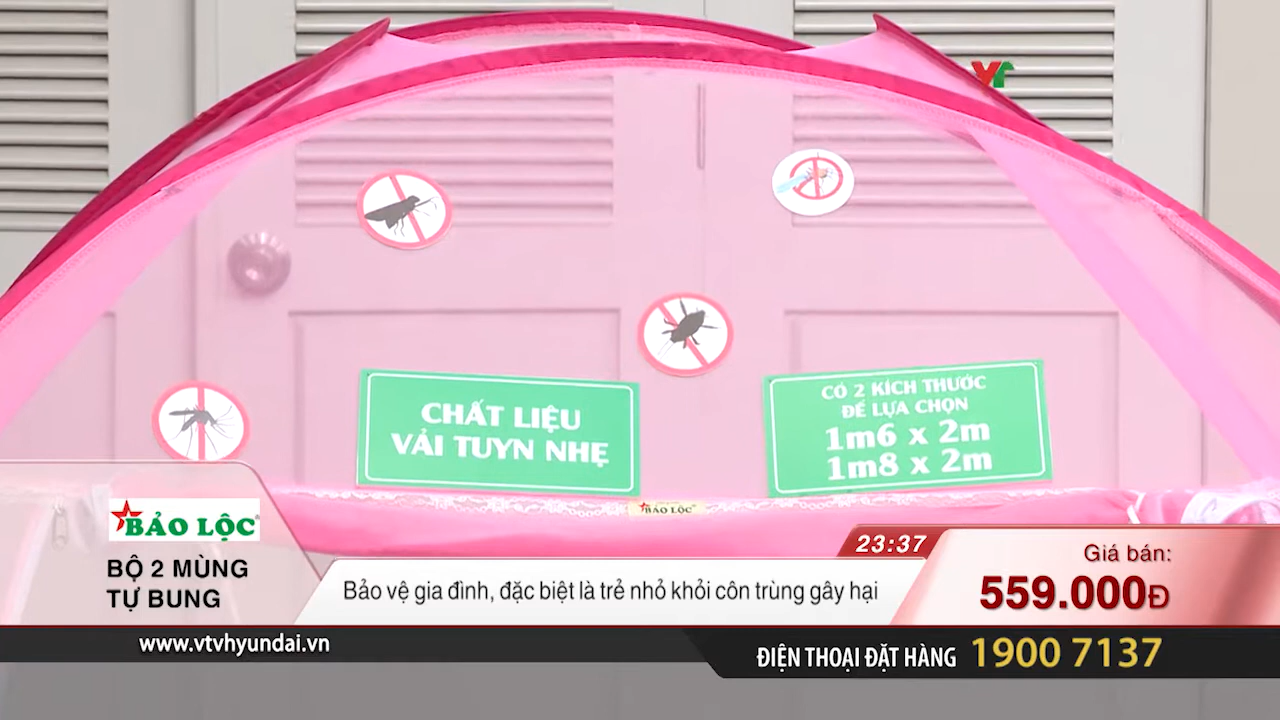 CHẤT LIỆU
VẢI TUYN NHẸ
CÓ 2 KÍCH THƯỚC
ĐỂ LỰA CHỌN
1m6 x 2m
1m8 x 2m
BẢO LỘC
BẢO LỘC
BỘ 2 MÙNG
TỰ BUNG
23:37
Bảo vệ gia đình, đặc biệt là trẻ nhỏ khỏi côn trùng gây hại
Giá bán:
559.000Đ
www.vtvhyundai.vn
ĐIỆN THOẠI ĐẶT HÀNG 1900 7137